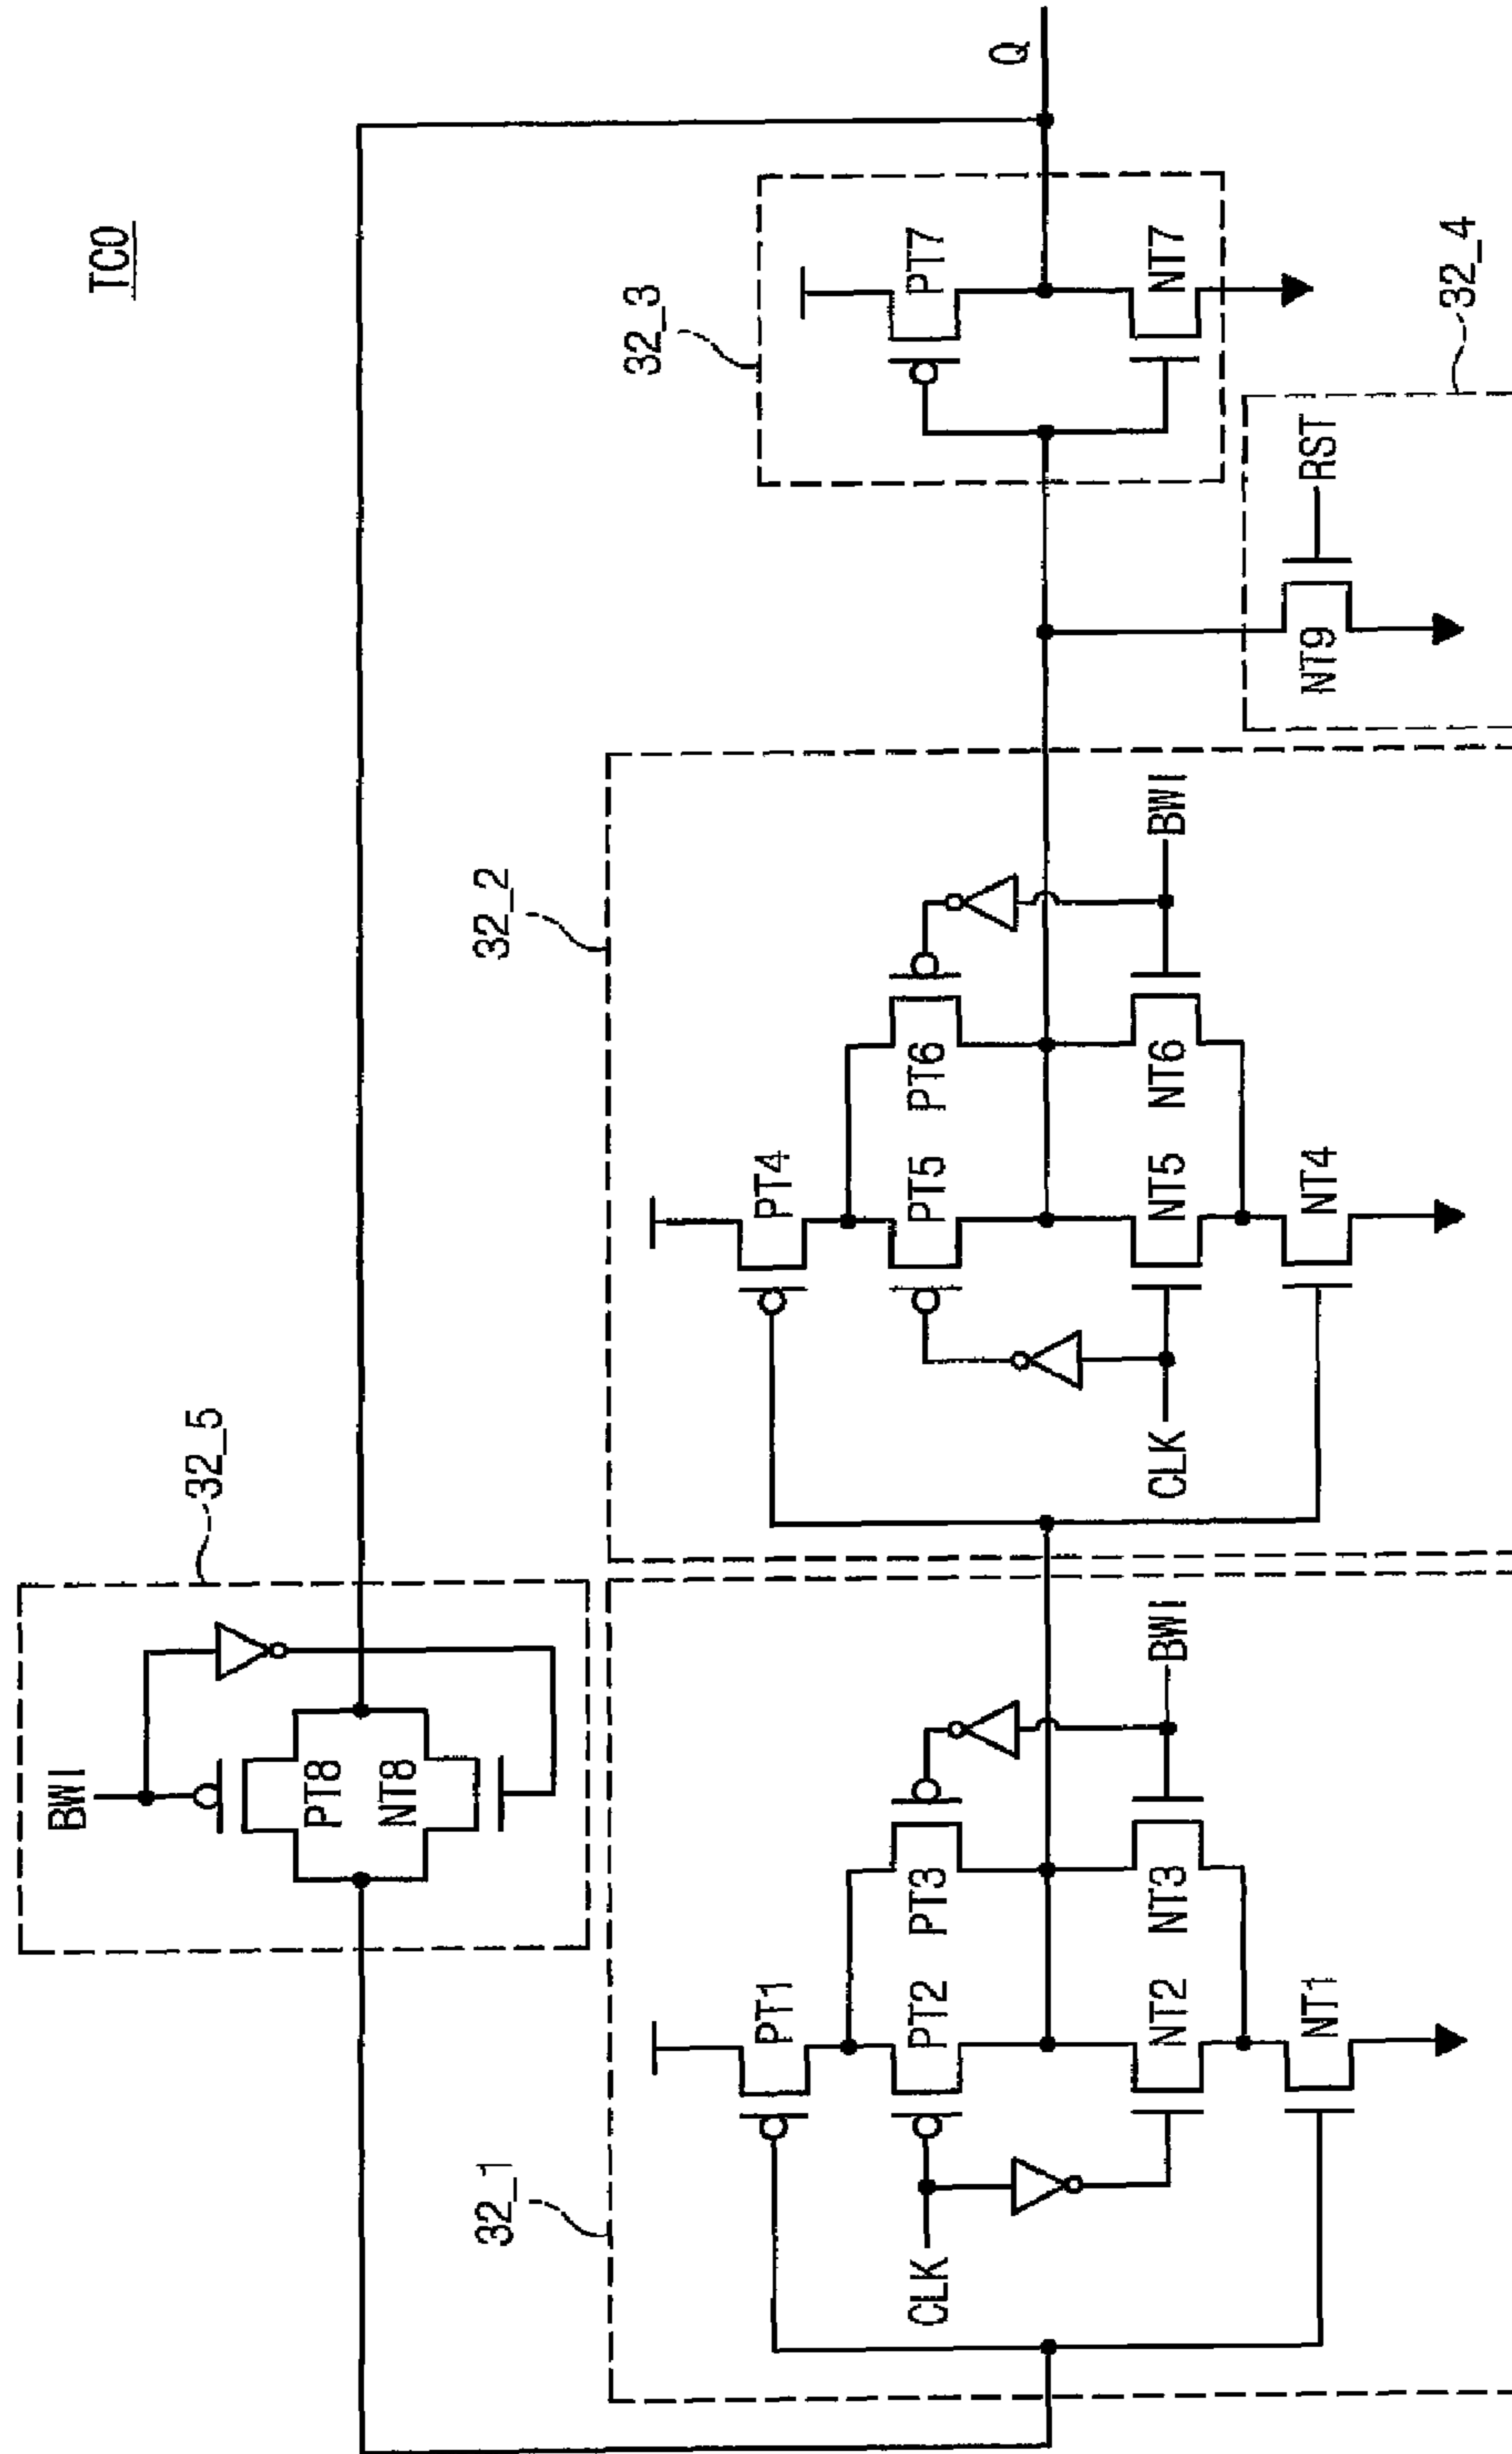 TC0
BWI
32_5
PT8
NT8
Q
32_1
PT1
CLK
PT2
PT3
NT2
NT3
BWI
NT1
32_2
PT4
PT5
PT6
CLK
NT5
NT6
BWI
NT4
32_3
PT7
NT7
32_4
NT9
RST